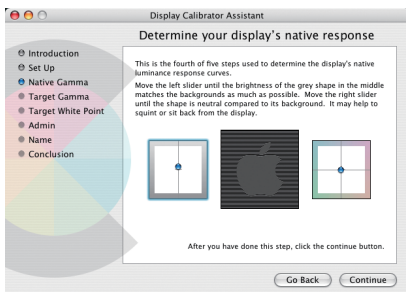 Display Calibrator Assistant
Determine your display's native response
Introduction
Set Up
Native Gamma
Target Gamma
Target White Point
Admin
Name
Conclusion
This is the fourth of five steps used to determine the display's native
luminance response curves.
Move the left slider until the brightness of the grey shape in the middle
matches the backgrounds as much as possible. Move the right slider
until the shape is neutral compared to its background. It may help to
squint or sit back from the display.
After you have done this step, click the continue button.
Go Back
Continue